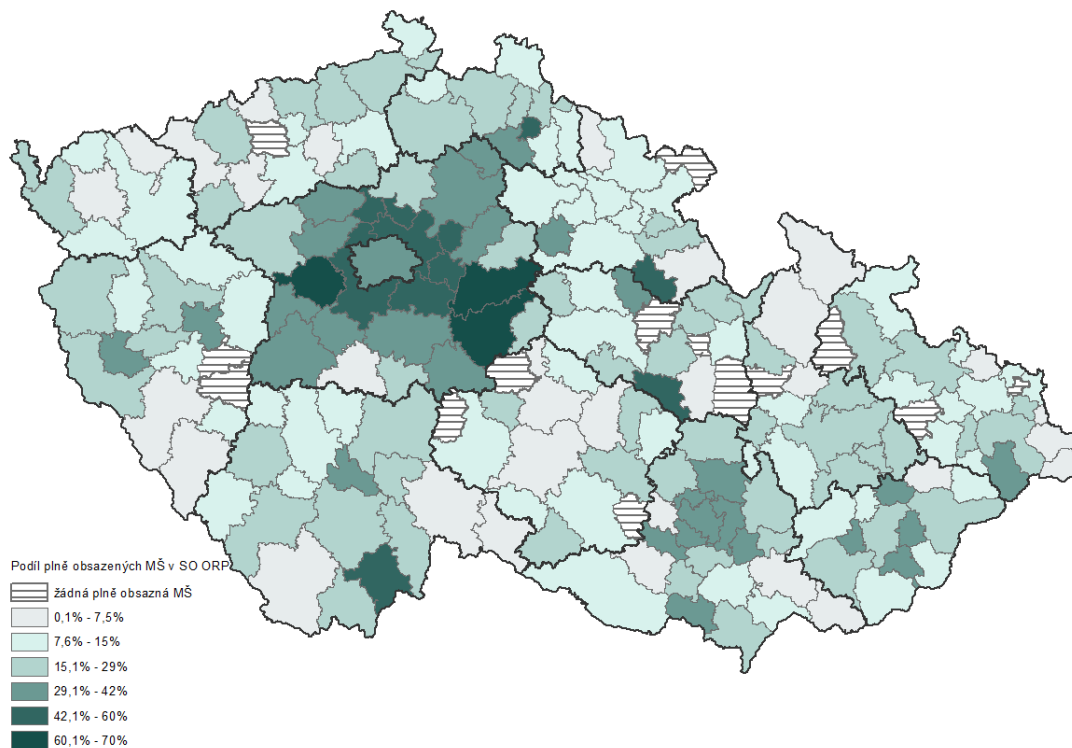 Podíl plně obsazených MŠ v SO ORP
žádná plně obsazná MŠ
0,1% - 7,5%
7,6% - 15%
15,1% - 29%
29,1% - 42%
42,1% - 60%
60,1% - 70%